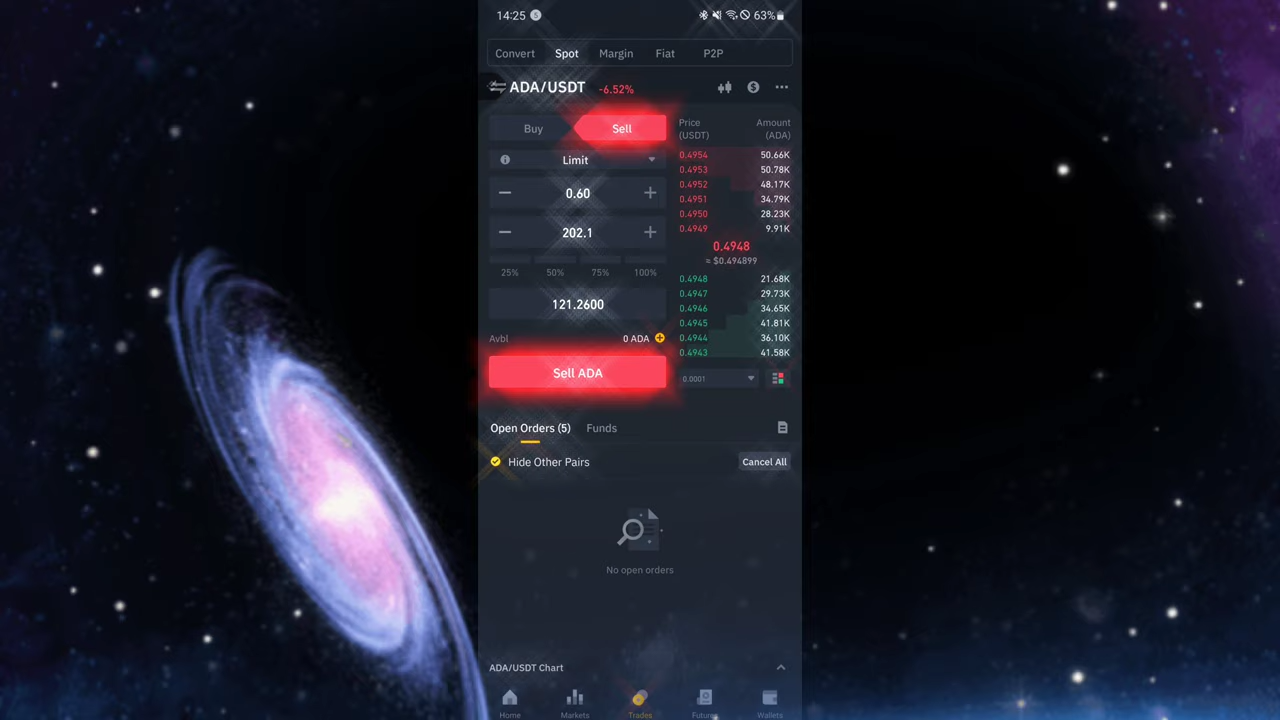 14:25 S 63%
Convert Spot Margin Fiat P2P
ADA/USDT -6.52%
Buy Sell
Limit
0.60
202.1
25% 50% 75% 100%
121.2600
Avbl 0 ADA
Sell ADA
Price Amount
(USDT) (ADA)
0.4954 50.66K
0.4953 50.78K
0.4952 48.17K
0.4951 34.79K
0.4950 28.23K
0.4949 9.91K
0.4948
≈ $0.494899
0.4948 21.68K
0.4947 29.73K
0.4946 34.65K
0.4945 41.81K
0.4944 36.10K
0.4943 41.58K
0.0001
Open Orders (5) Funds
Hide Other Pairs Cancel All
No open orders
ADA/USDT Chart
Home Markets Trades Futures Wallets